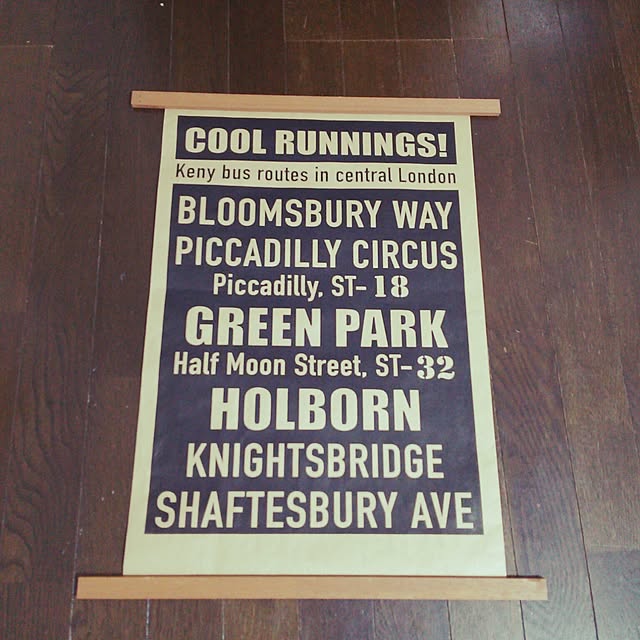 COOL RUNNINGS!
Keny bus routes in central London
BLOOMSBURY WAY
PICCADILLY CIRCUS
Piccadilly, ST-18
GREEN PARK
Half Moon Street, ST-32
HOLBORN
KNIGHTSBRIDGE
SHAFTESBURY AVE